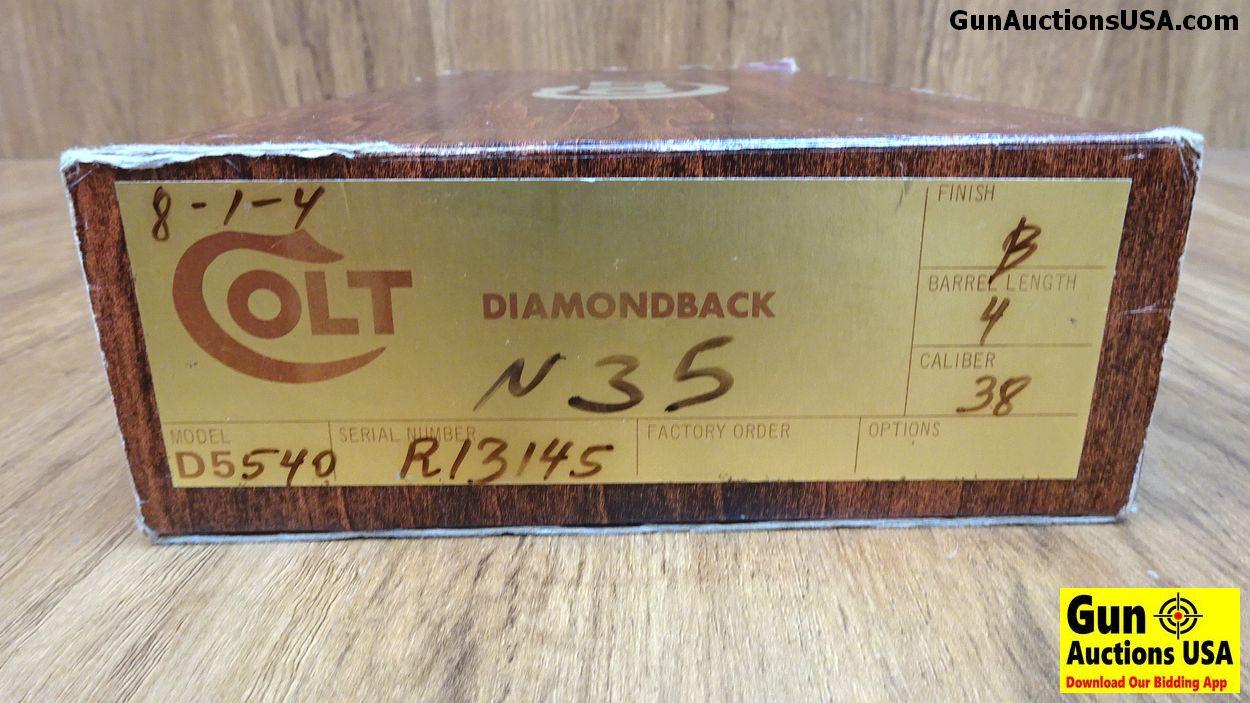 GunAuctionsUSA.com
8-1-4
COLT
DIAMONDBACK
N 35
FINISH
B
BARREL LENGTH
4
CALIBER
38
MODEL
D5540
SERIAL NUMBER
R13145
FACTORY ORDER
OPTIONS
Gun
Auctions USA
Download Our Bidding App